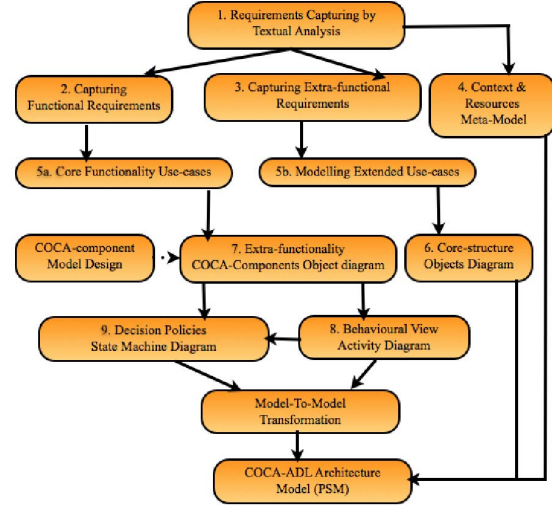 1. Requirements Capturing by
Textual Analysis
2. Capturing
Functional Requirements
3. Capturing Extra-functional
Requirements
4. Context &
Resources
Meta-Model
5a. Core Functionality Use-cases
5b. Modelling Extended Use-cases
COCA-component
Model Design
7. Extra-functionality
COCA-Components Object diagram
6. Core-structure
Objects Diagram
9. Decision Policies
State Machine Diagram
8. Behavioural View
Activity Diagram
Model-To-Model
Transformation
COCA-ADL Architecture
Model (PSM)